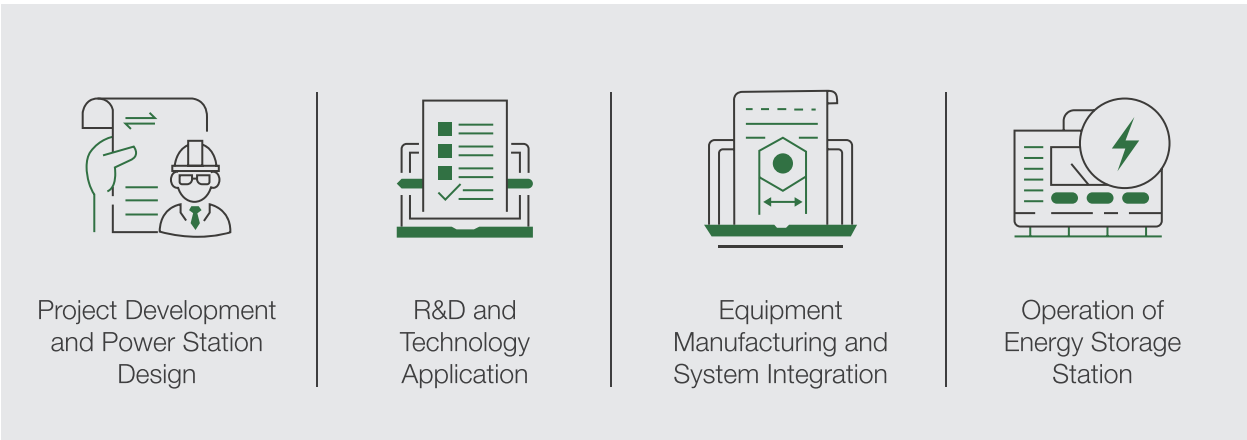 Project Development
and Power Station
Design
R&D and
Technology
Application
Equipment
Manufacturing and
System Integration
Operation of
Energy Storage
Station